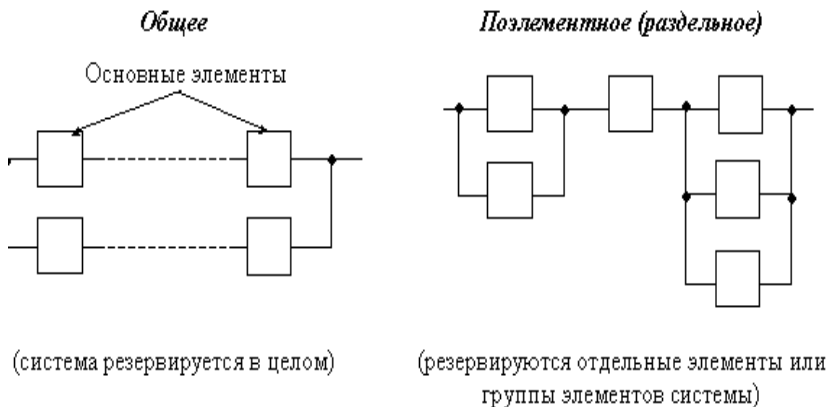 Общее
Поэлементное (раздельное)
Основные элементы
(система резервируется в целом)
(резервируются отдельные элементы или
группы элементов системы)